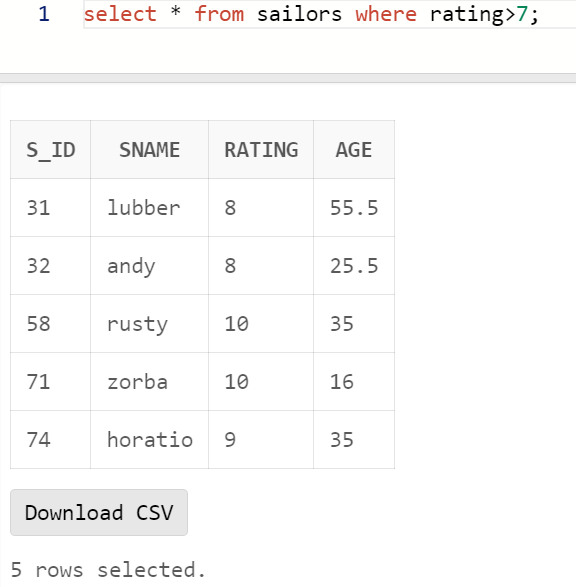 1 select * from sailors where rating>7;
S_ID SNAME RATING AGE
31 lubber 8 55.5
32 andy 8 25.5
58 rusty 10 35
71 zorba 10 16
74 horatio 9 35
Download CSV
5 rows selected.